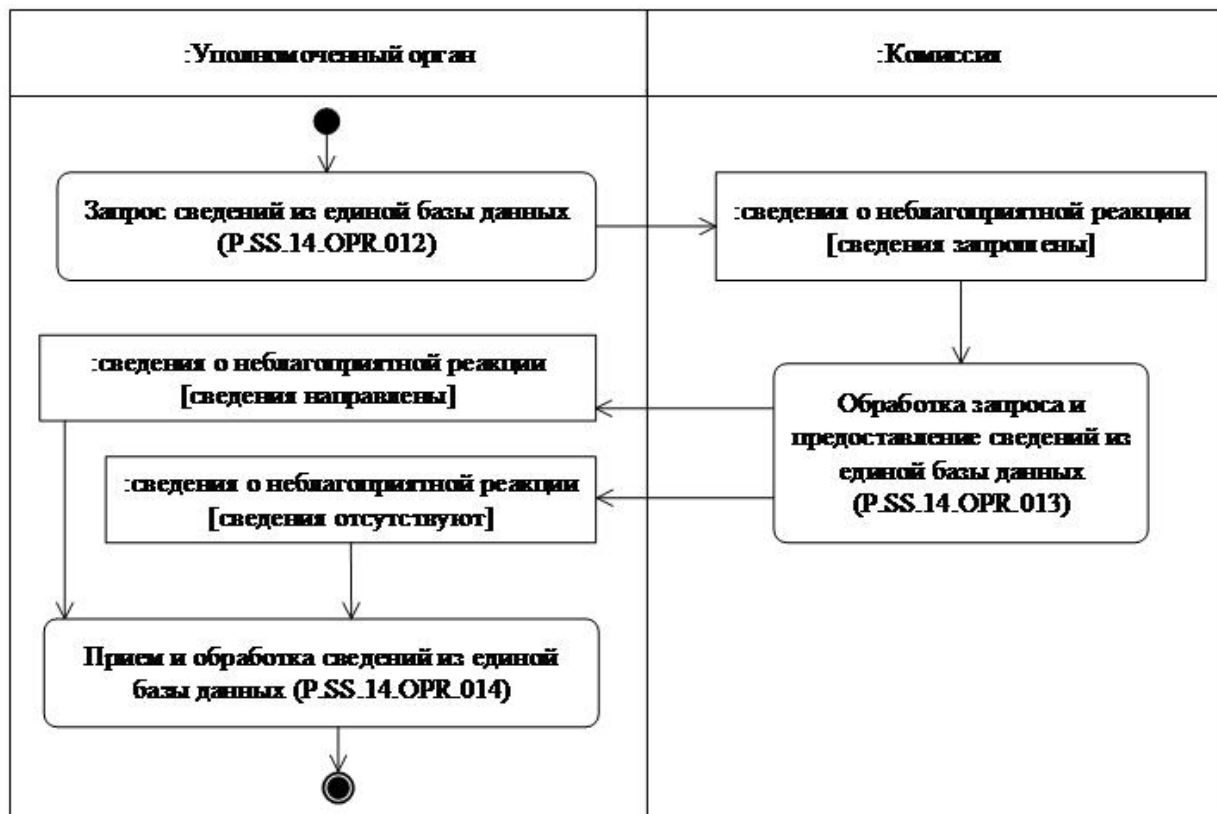 :Уполномоченный орган
:Комиссия
Запрос сведений из единой базы данных
(P.SS.14.OPR.012)
:сведения о неблагоприятной реакции
[сведения запрошены]
:сведения о неблагоприятной реакции
[сведения направлены]
Обработка запроса и
предоставление сведений из
единой базы данных
(P.SS.14.OPR.013)
:сведения о неблагоприятной реакции
[сведения отсутствуют]
Прием и обработка сведений из единой
базы данных (P.SS.14.OPR.014)